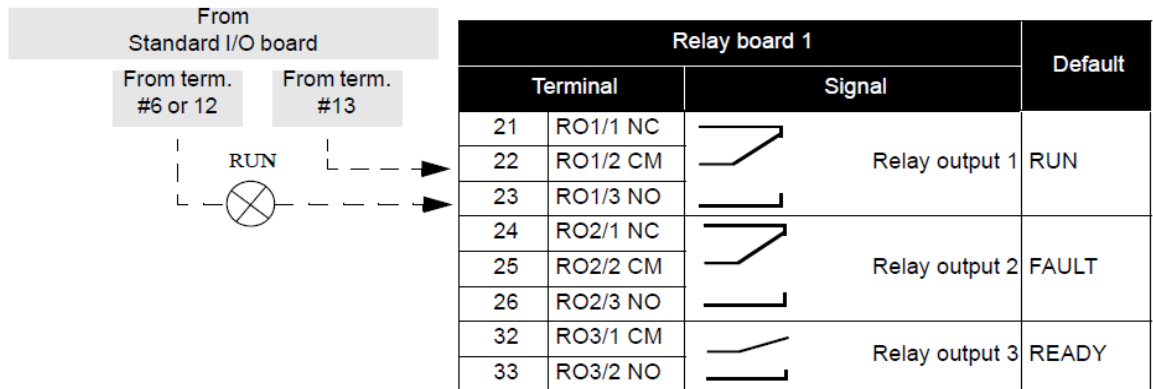 From
Standard I/O board
From term.
#6 or 12
From term.
#13
RUN
Relay board 1
Default
Terminal
Signal
21 RO1/1 NC
22 RO1/2 CM Relay output 1 RUN
23 RO1/3 NO
24 RO2/1 NC
25 RO2/2 CM Relay output 2 FAULT
26 RO2/3 NO
32 RO3/1 CM
Relay output 3 READY
33 RO3/2 NO